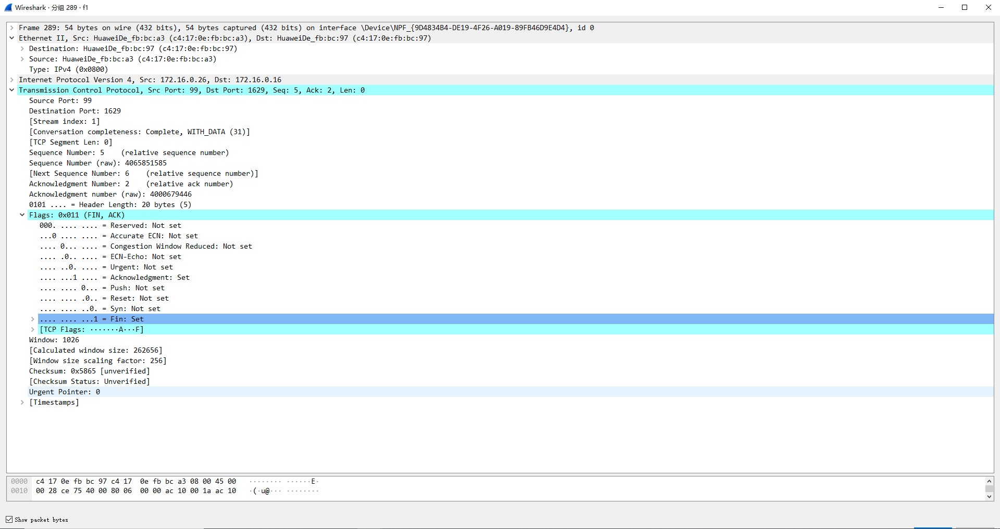 Wireshark · 分组 289 · f1
Frame 289: 54 bytes on wire (432 bits), 54 bytes captured (432 bits) on interface \Device\NPF_{9D4834B4-DE19-4F26-A019-89FB46D9E4D4}, id 0
Ethernet II, Src: HuaweiDe_fb:bc:a3 (c4:17:0e:fb:bc:a3), Dst: HuaweiDe_fb:bc:97 (c4:17:0e:fb:bc:97)
Destination: HuaweiDe_fb:bc:97 (c4:17:0e:fb:bc:97)
Source: HuaweiDe_fb:bc:a3 (c4:17:0e:fb:bc:a3)
Type: IPv4 (0x0800)
Internet Protocol Version 4, Src: 172.16.0.26, Dst: 172.16.0.16
Transmission Control Protocol, Src Port: 99, Dst Port: 1629, Seq: 5, Ack: 2, Len: 0
Source Port: 99
Destination Port: 1629
[Stream index: 1]
[Conversation completeness: Complete, WITH_DATA (31)]
[TCP Segment Len: 0]
Sequence Number: 5    (relative sequence number)
Sequence Number (raw): 4065851585
[Next Sequence Number: 6    (relative sequence number)]
Acknowledgment Number: 2    (relative ack number)
Acknowledgment number (raw): 4000679446
0101 .... = Header Length: 20 bytes (5)
Flags: 0x011 (FIN, ACK)
000. .... .... = Reserved: Not set
...0 .... .... = Accurate ECN: Not set
.... 0... .... = Congestion Window Reduced: Not set
.... .0.. .... = ECN-Echo: Not set
.... ..0. .... = Urgent: Not set
.... ...1 .... = Acknowledgment: Set
.... .... 0... = Push: Not set
.... .... .0.. = Reset: Not set
.... .... ..0. = Syn: Not set
.... .... ...1 = Fin: Set
[TCP Flags: ·······A···F]
Window: 1026
[Calculated window size: 262656]
[Window size scaling factor: 256]
Checksum: 0x5865 [unverified]
[Checksum Status: Unverified]
Urgent Pointer: 0
[Timestamps]
0000  c4 17 0e fb bc 97 c4 17  0e fb bc a3 08 00 45 00   ········ ······E·
0010  00 28 ce 75 40 00 80 06  00 00 ac 10 00 1a ac 10   ·(·u@··· ········
Show packet bytes